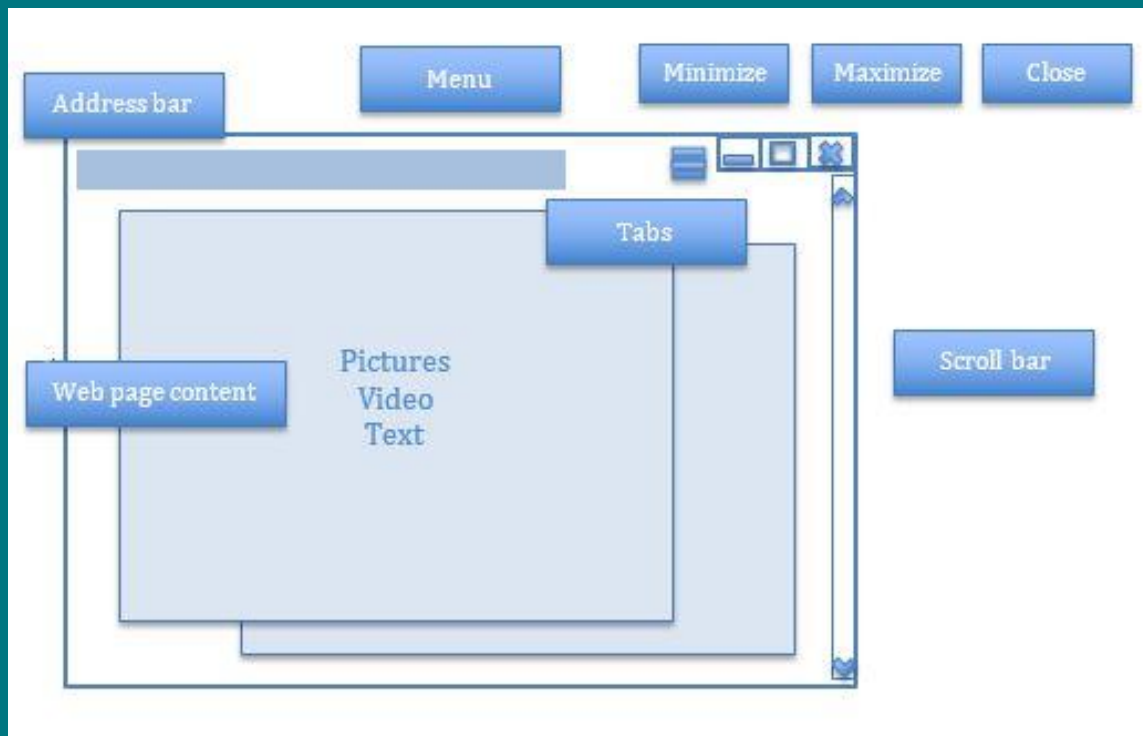 Menu
Minimize
Maximize
Close
Address bar
Tabs
Scroll bar
Web page content
Pictures
Video
Text